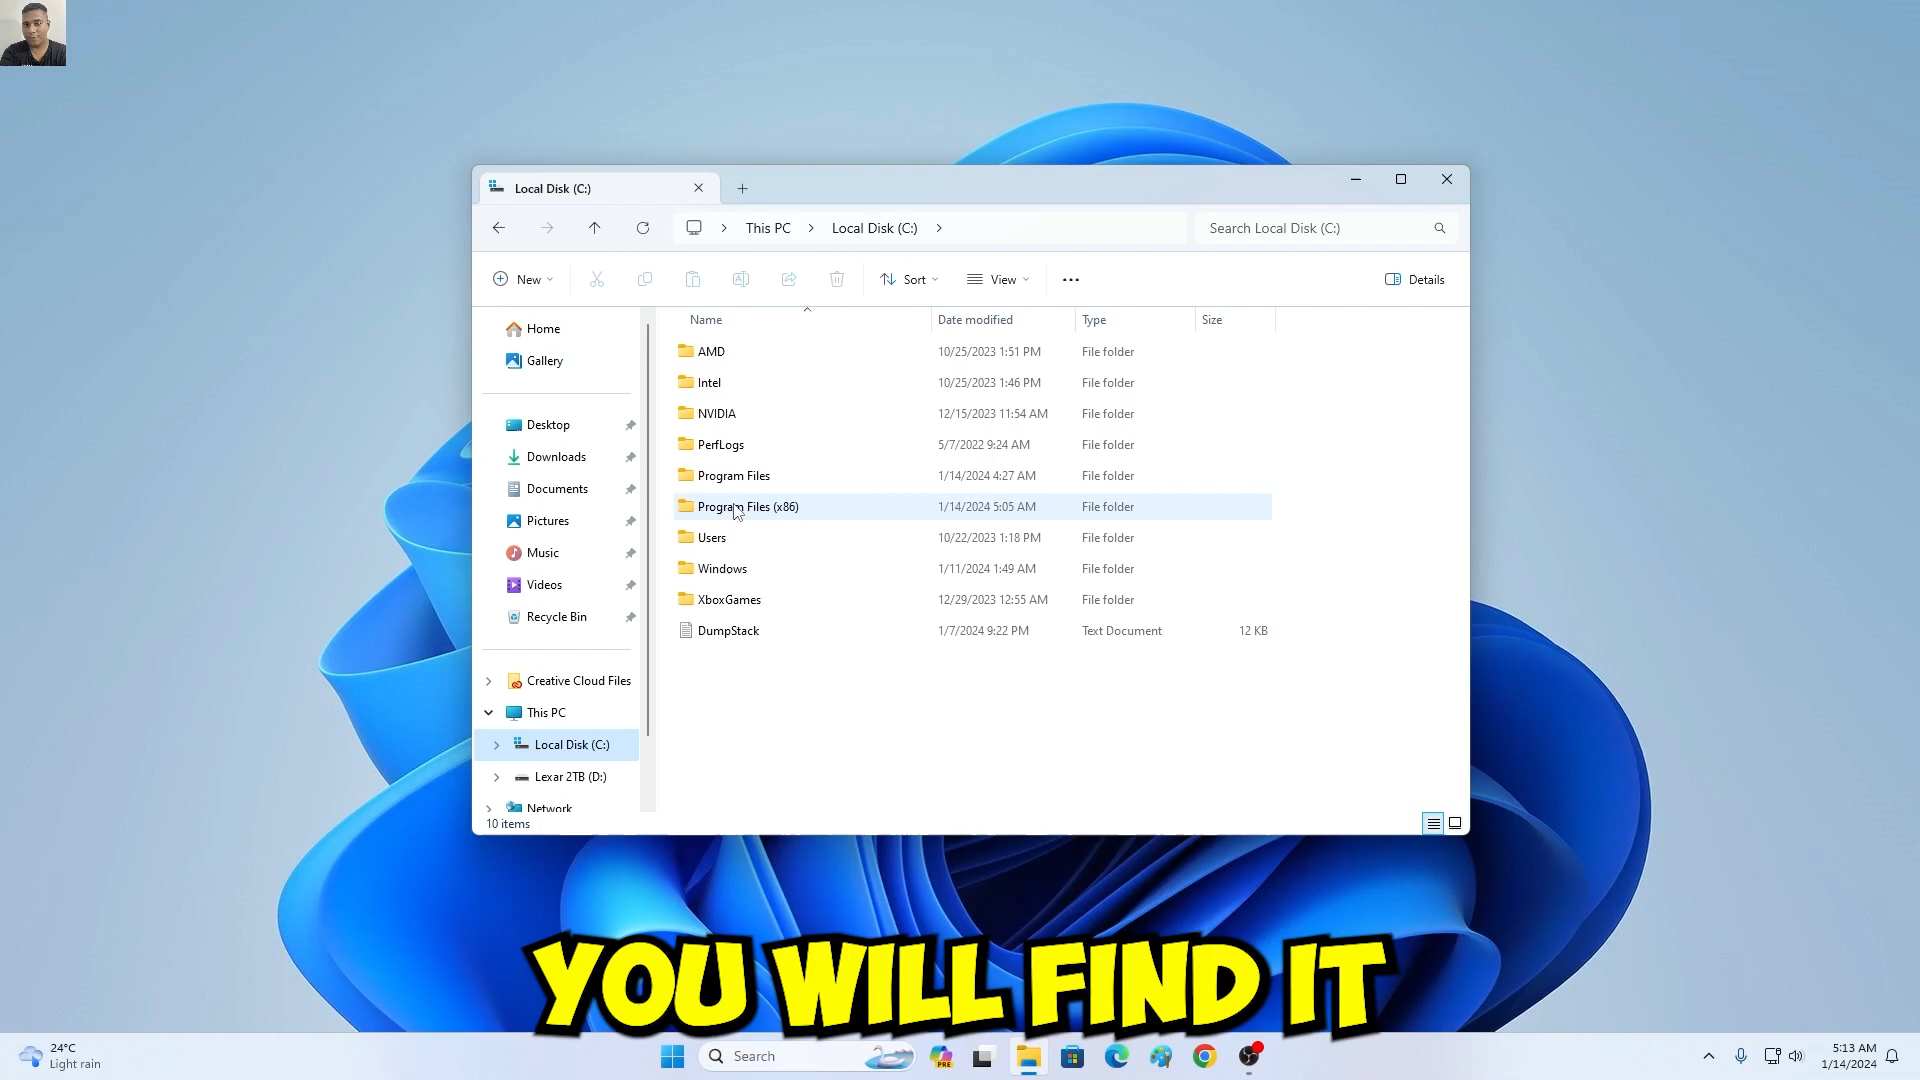 Local Disk (C:)
This PC
Local Disk (C:)
Search Local Disk (C:)
New
Sort
View
Details
Name
Date modified
Type
Size
Home
Gallery
Desktop
Downloads
Documents
Pictures
Music
Videos
Recycle Bin
Creative Cloud Files
This PC
Local Disk (C:)
Lexar 2TB (D:)
Network
AMD 10/25/2023 1:51 PM File folder
Intel 10/25/2023 1:46 PM File folder
NVIDIA 12/15/2023 11:54 AM File folder
PerfLogs 5/7/2022 9:24 AM File folder
Program Files 1/14/2024 4:27 AM File folder
Program Files (x86) 1/14/2024 5:05 AM File folder
Users 10/22/2023 1:18 PM File folder
Windows 1/11/2024 1:49 AM File folder
XboxGames 12/29/2023 12:55 AM File folder
DumpStack 1/7/2024 9:22 PM Text Document 12 KB
10 items
YOU WILL FIND IT
24°C
Light rain
Search
PRE
5:13 AM
1/14/2024